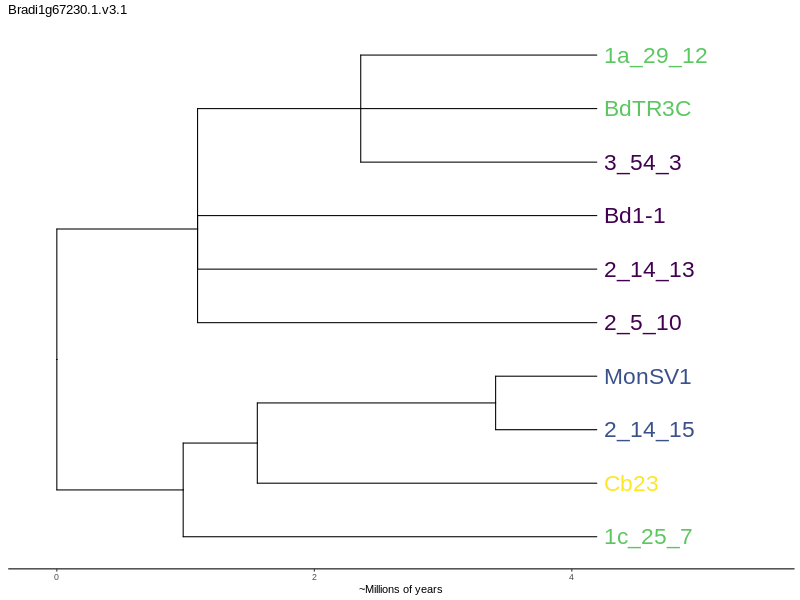 Bradi1g67230.1.v3.1
1a_29_12
BdTR3C
3_54_3
Bd1-1
2_14_13
2_5_10
MonSV1
2_14_15
Cb23
1c_25_7
0 2 4
~Millions of years